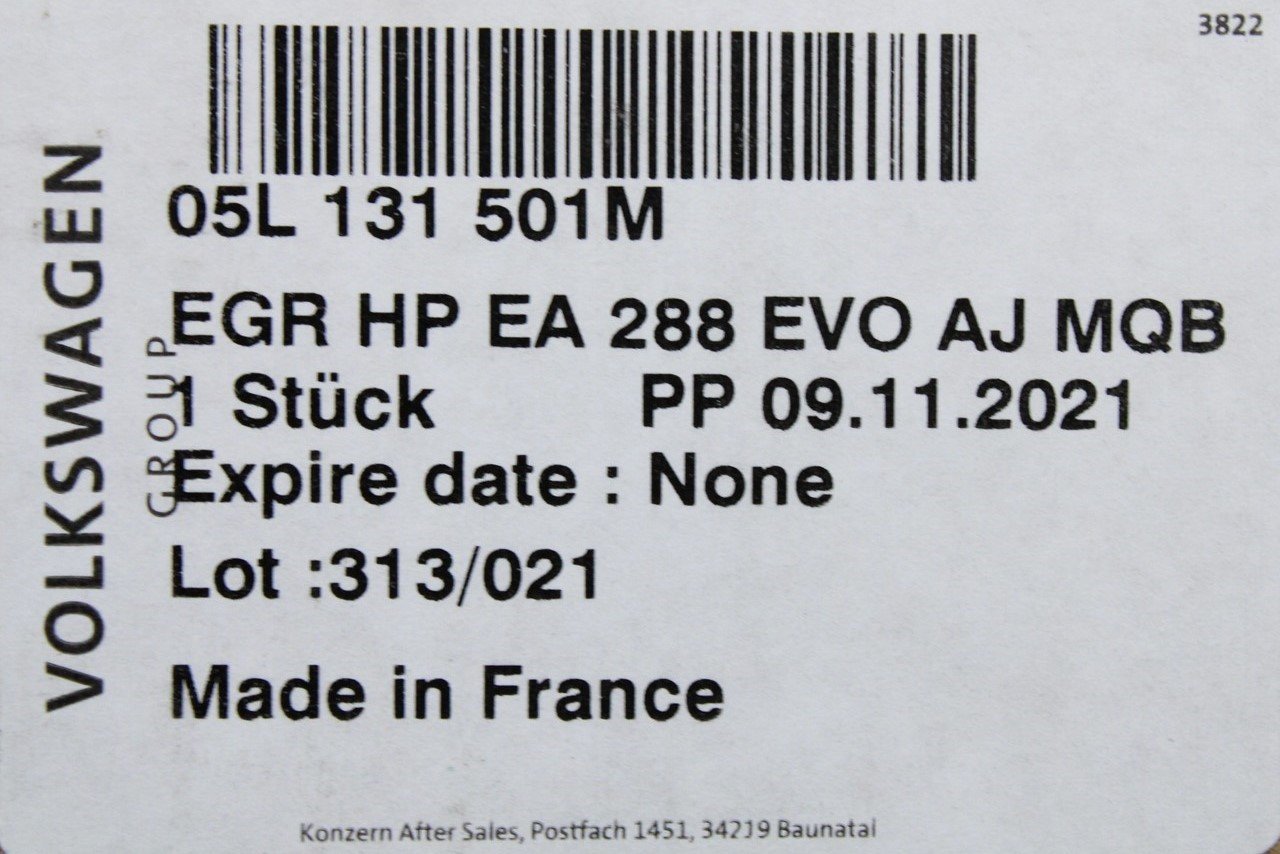 3822
VOLKSWAGEN
GROUP
05L 131 501M
EGR HP EA 288 EVO AJ MQB
1 Stück PP 09.11.2021
Expire date : None
Lot :313/021
Made in France
Konzern After Sales, Postfach 1451, 34219 Baunatal